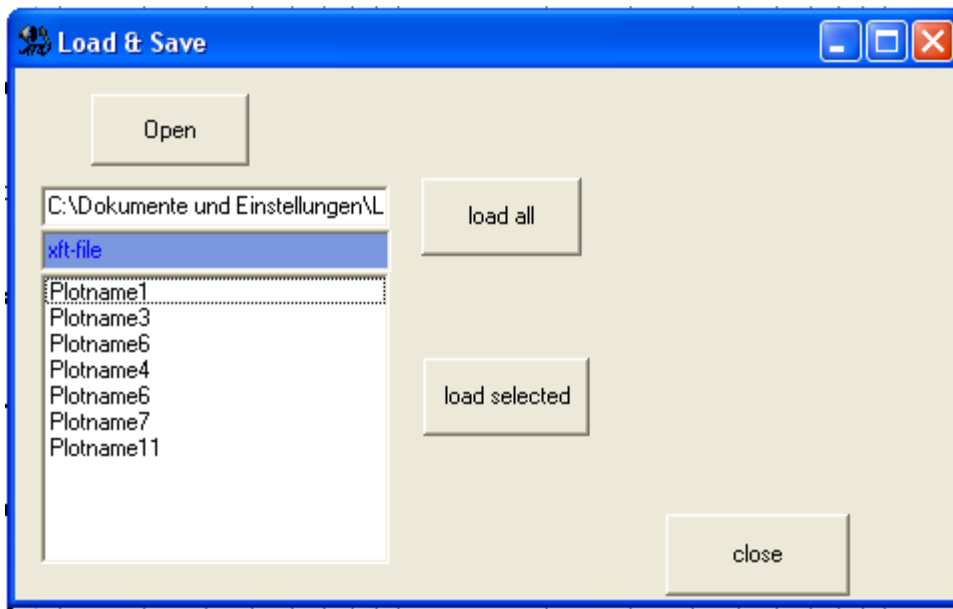 Load & Save
Open
C:\Dokumente und Einstellungen\L
load all
xft-file
Plotname1
Plotname3
Plotname6
Plotname4
Plotname6
Plotname7
Plotname11
load selected
close